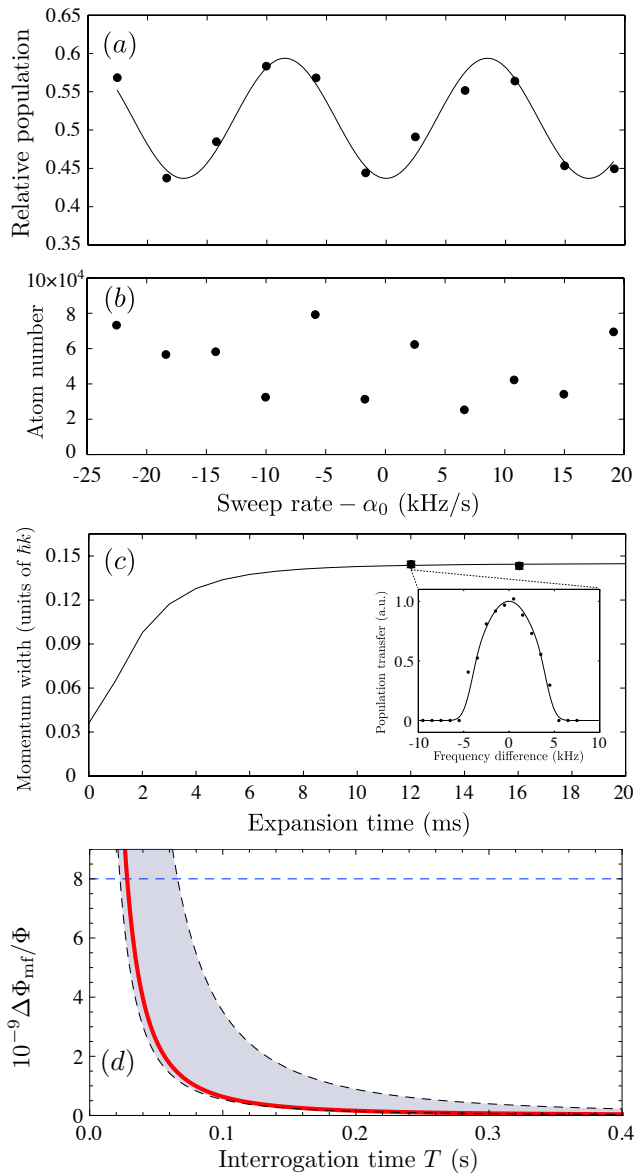 0.65
0.55
0.5
0.4
0.35
Relative population
(a)
10×10⁴
8
6
4
2
0
Atom number
(b)
-25 -20 -15 -10 -5 0 5 10 15 20
Sweep rate – α₀ (kHz/s)
0.15
0.12
0.09
0.06
0.03
0
Momentum width (units of ħk)
(c)
1.0
0.5
0
Population transfer (a.u.)
-10 -5 0 5 10
Frequency difference (kHz)
0 2 4 6 8 10 12 14 16 18 20
Expansion time (ms)
8
6
4
2
0
10⁻⁹ΔΦmf/Φ
(d)
0.0 0.1 0.2 0.3 0.4
Interrogation time T (s)